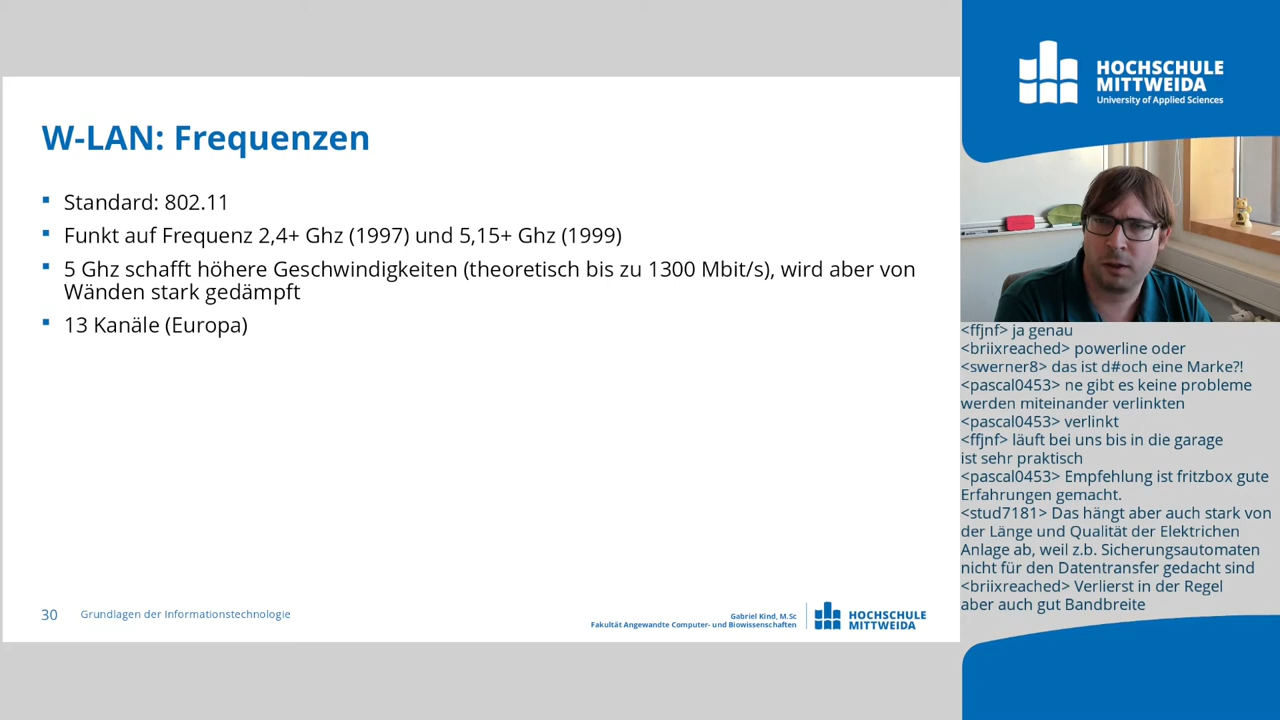 W-LAN: Frequenzen
Standard: 802.11
Funkt auf Frequenz 2,4+ Ghz (1997) und 5,15+ Ghz (1999)
5 Ghz schafft höhere Geschwindigkeiten (theoretisch bis zu 1300 Mbit/s), wird aber von
Wänden stark gedämpft
13 Kanäle (Europa)
30
Grundlagen der Informationstechnologie
Gabriel Kind, M.Sc
Fakultät Angewandte Computer- und Biowissenschaften
HOCHSCHULE
MITTWEIDA
HOCHSCHULE
MITTWEIDA
University of Applied Sciences
<ffjnf> ja genau
<briixreached> powerline oder
<swerner8> das ist d#och eine Marke?!
<pascal0453> ne gibt es keine probleme
werden miteinander verlinkten
<pascal0453> verlinkt
<ffjnf> läuft bei uns bis in die garage
ist sehr praktisch
<pascal0453> Empfehlung ist fritzbox gute
Erfahrungen gemacht.
<stud7181> Das hängt aber auch stark von
der Länge und Qualität der Elektrichen
Anlage ab, weil z.b. Sicherungsautomaten
nicht für den Datentransfer gedacht sind
<briixreached> Verlierst in der Regel
aber auch gut Bandbreite